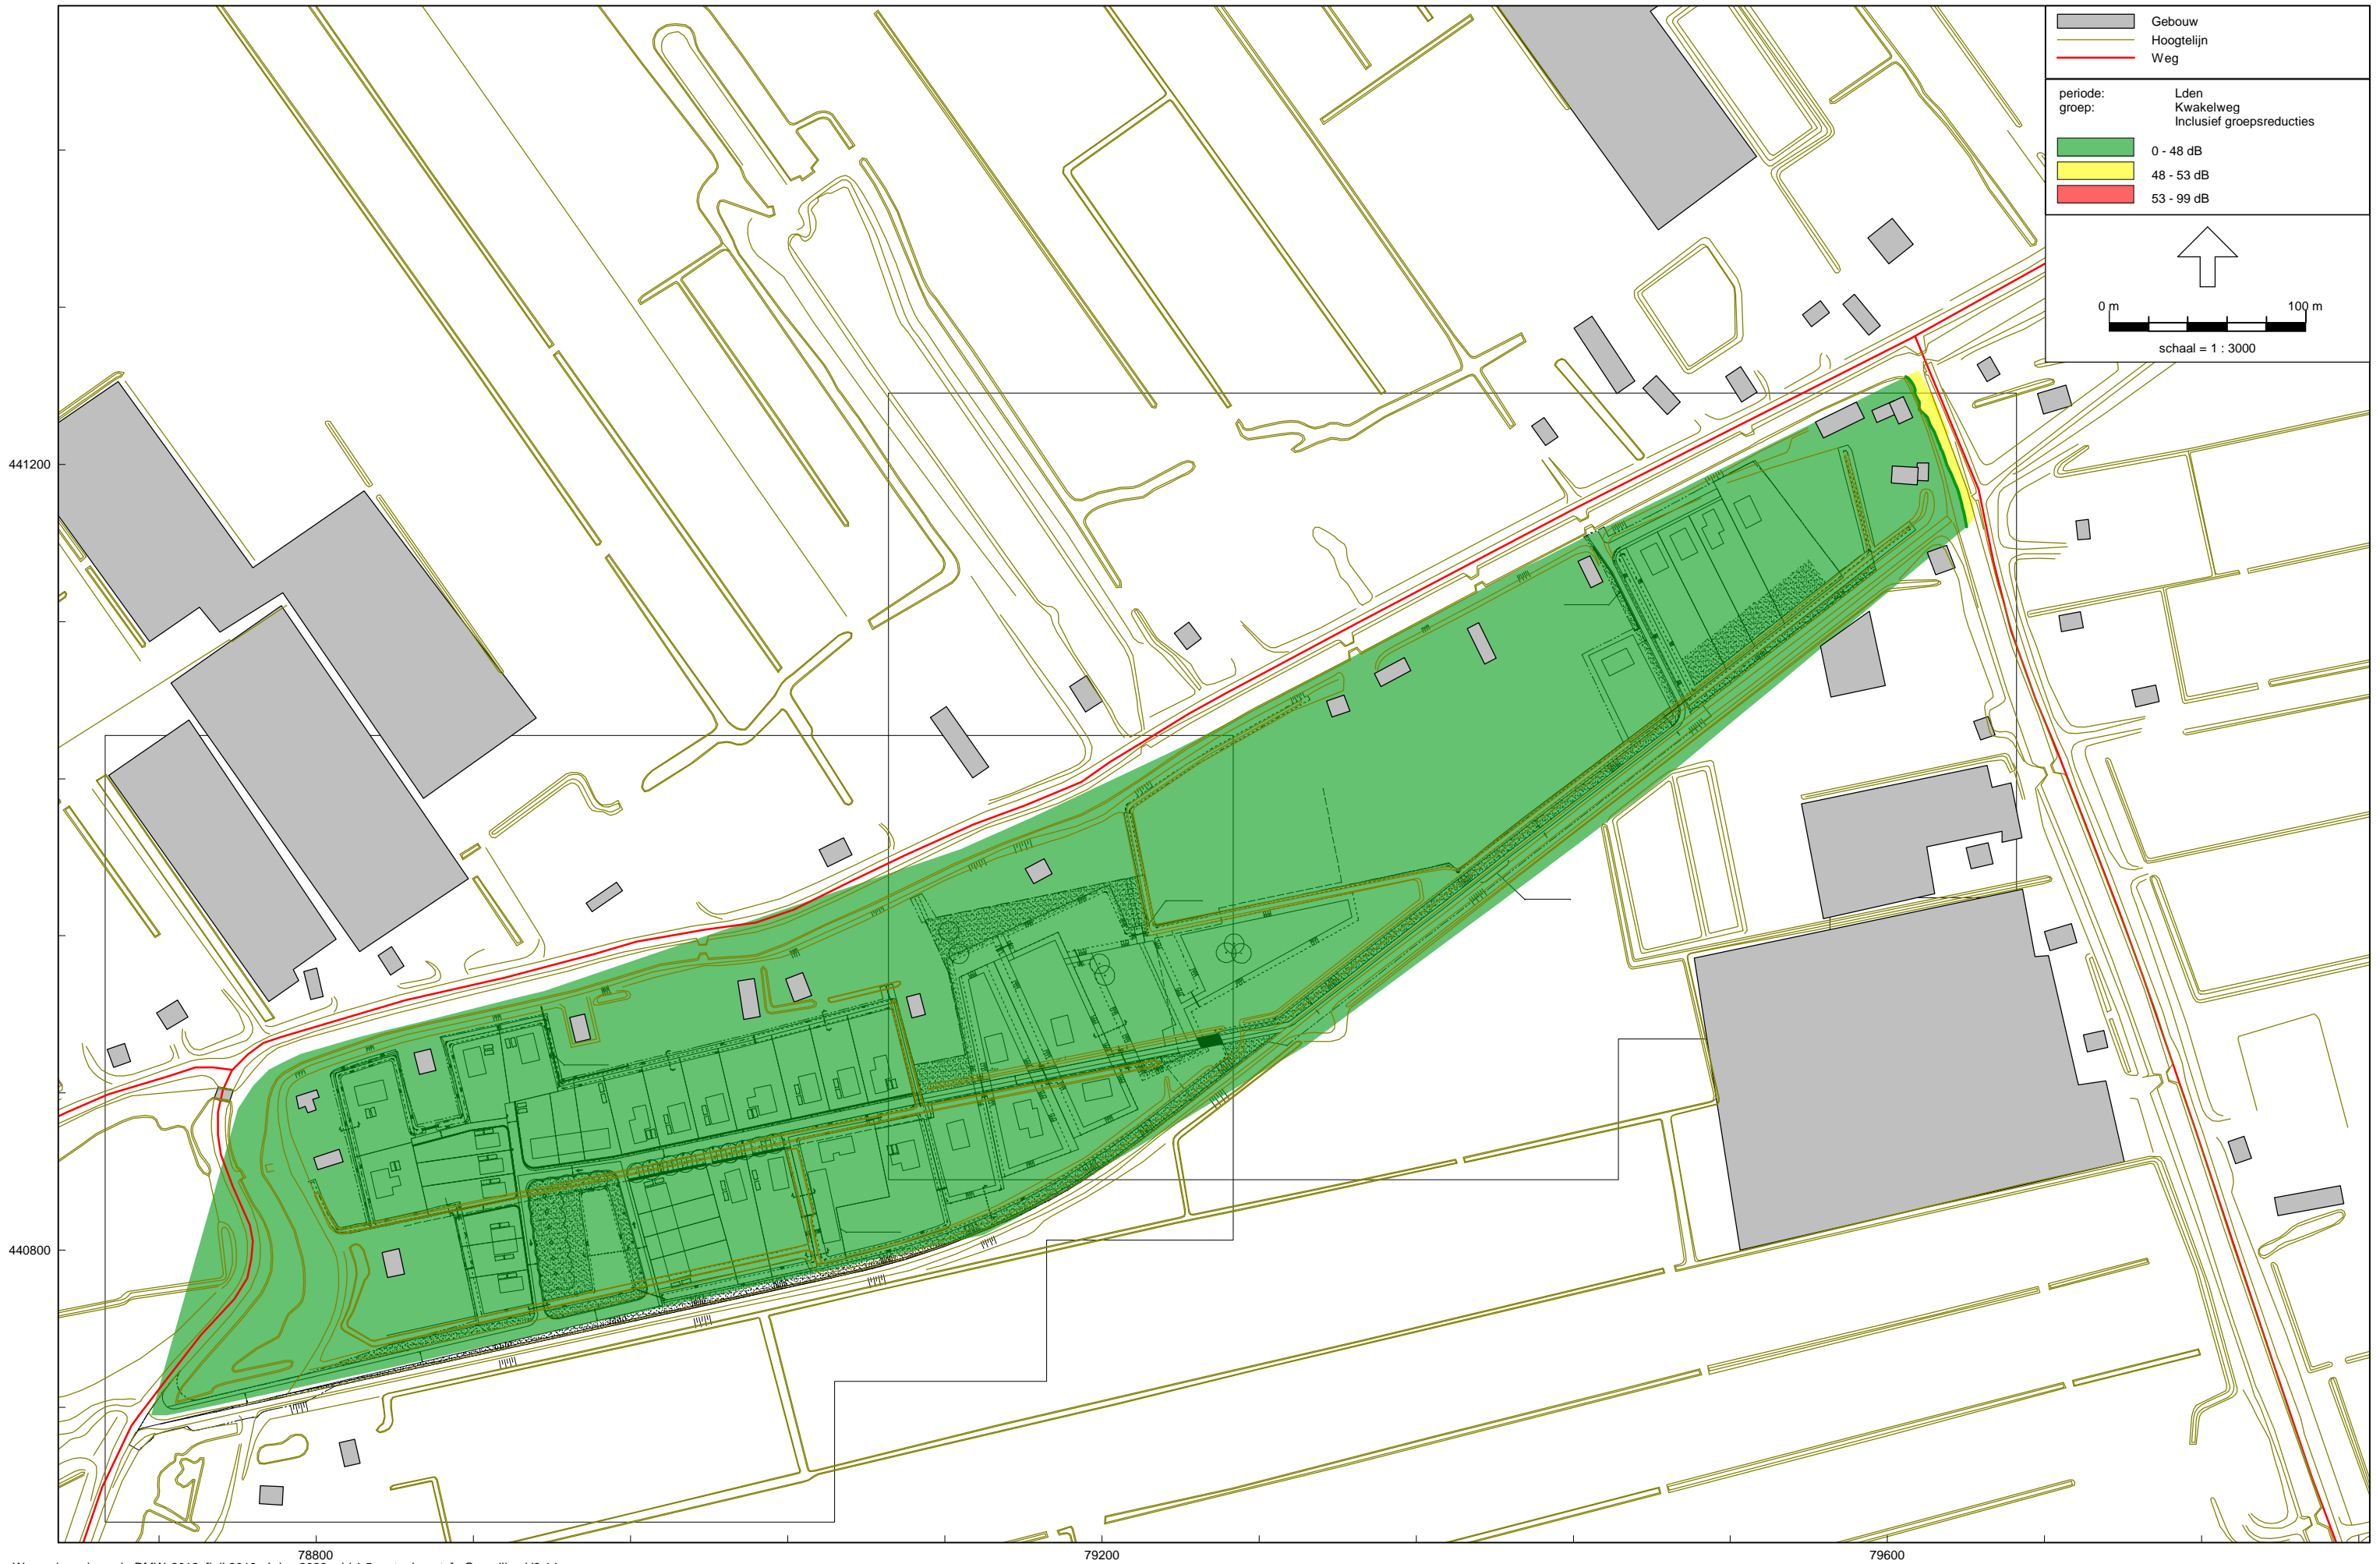 Gebouw
Hoogtelijn
Weg
periode: Lden
groep: Kwakelweg
Inclusief groepsreducties
0 - 48 dB
48 - 53 dB
53 - 99 dB
0 m 100 m
schaal = 1 : 3000
441200
440800
78800 79200 79600